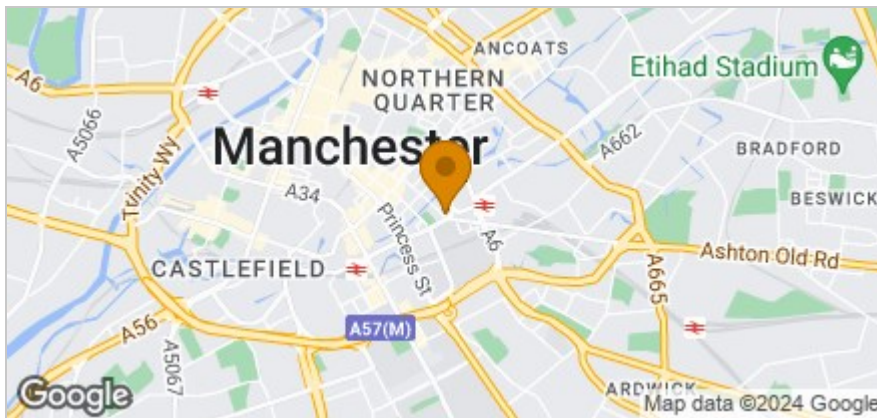 ANCOATS
A6
NORTHERN
QUARTER
Etihad Stadium
A5066
A662
Manchester
BRADFORD
Trinity Wy
A34
BESWICK
Princess St
A6
CASTLEFIELD
Ashton Old Rd
A665
A56
A57(M)
A5067
ARDWICK
Google
Map data ©2024 Google